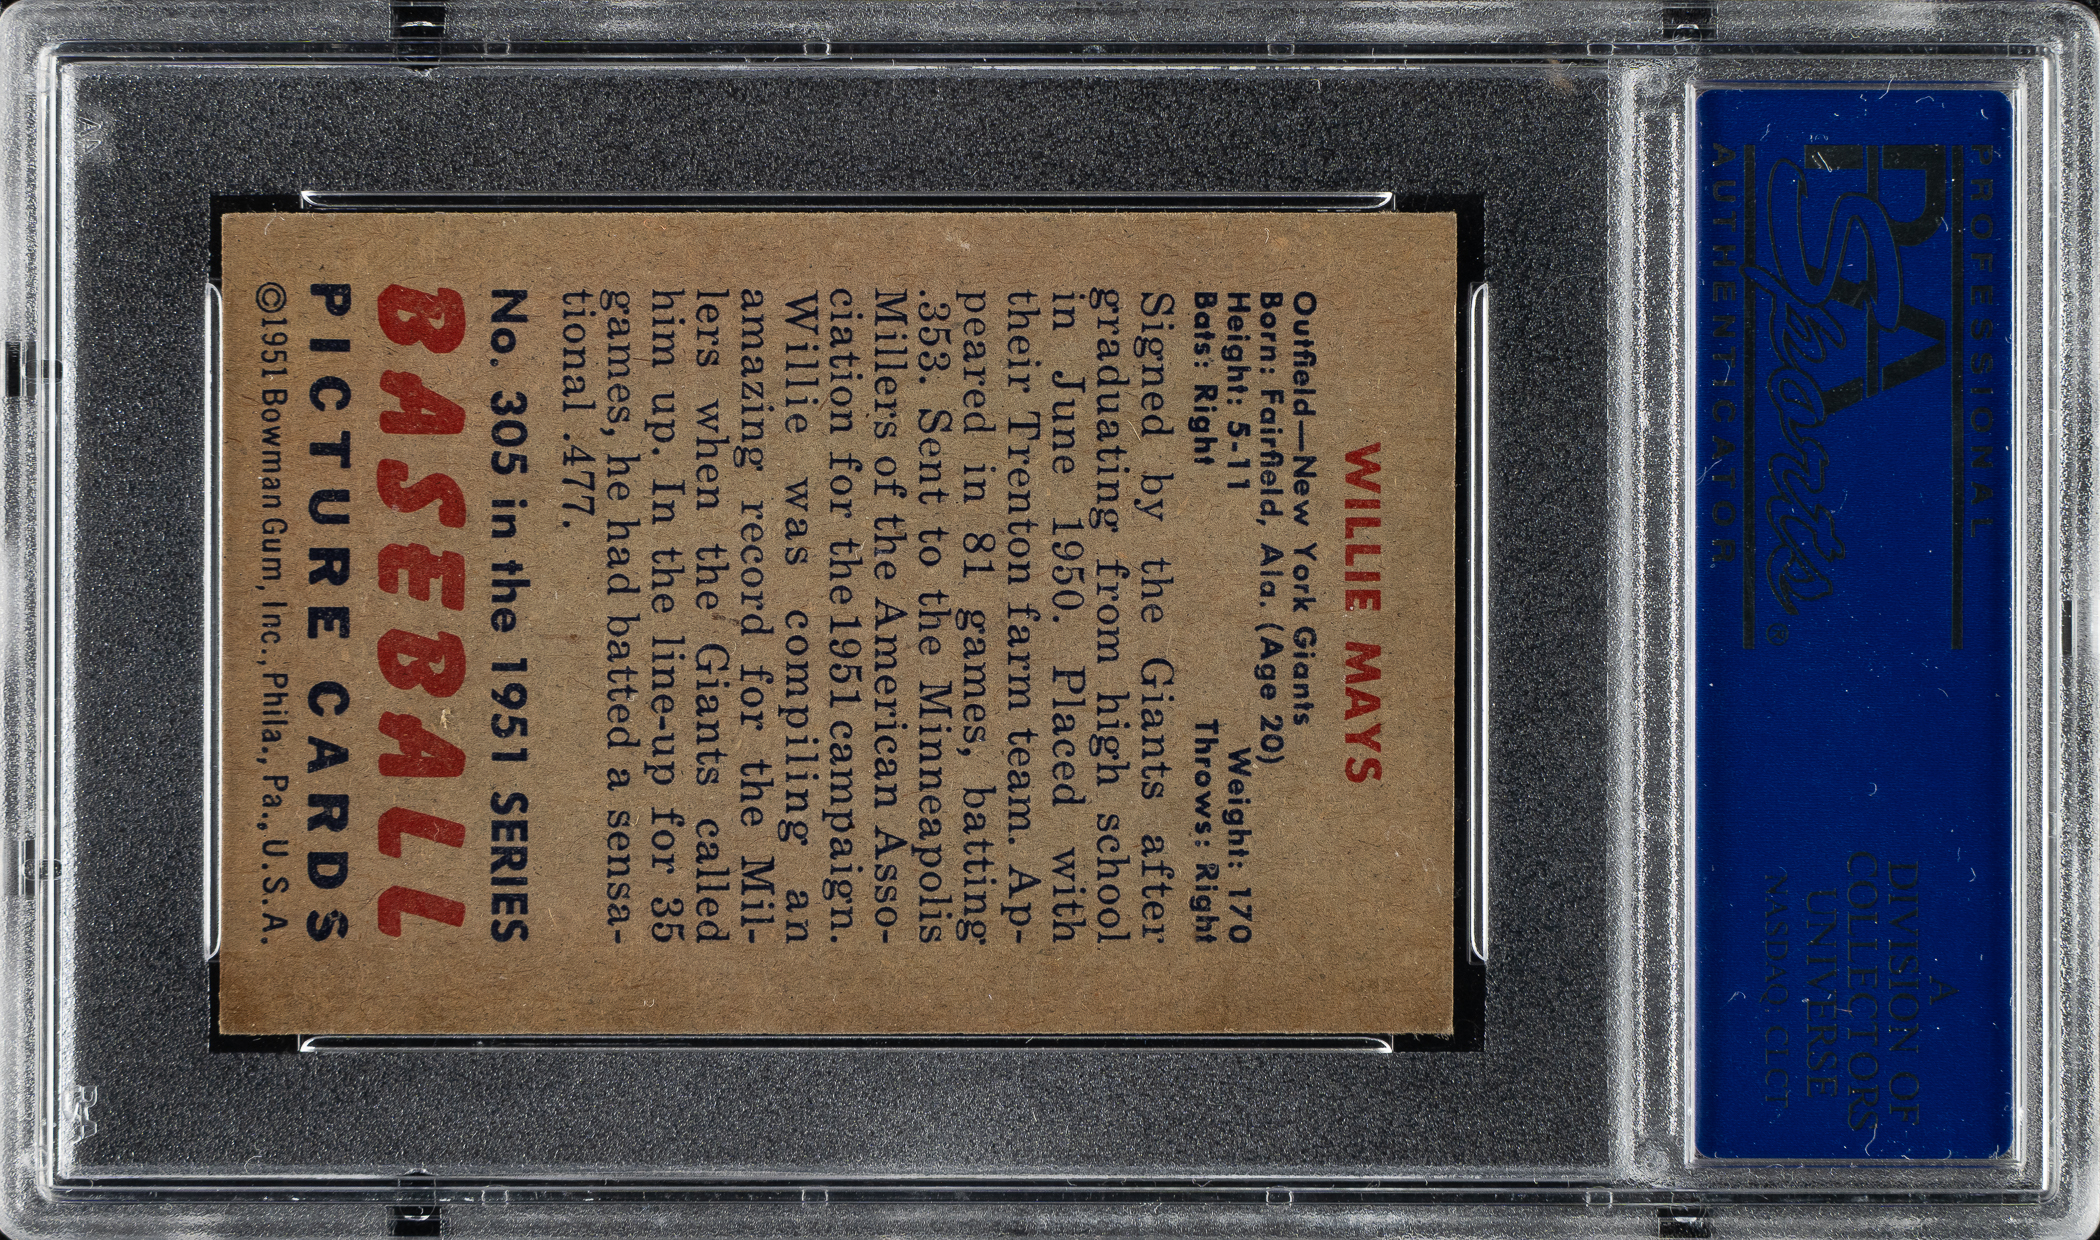 WILLIE MAYS
Outfield—New York Giants
Born: Fairfield, Ala. (Age 20)
Height: 5-11 Weight: 170
Bats: Right Throws: Right
Signed by the Giants after
graduating from high school
in June 1950. Placed with
their Trenton farm team. Ap-
peared in 81 games, batting
.353. Sent to the Minneapolis
Millers of the American Asso-
ciation for the 1951 campaign.
Willie was compiling an
amazing record for the Mil-
lers when the Giants called
him up. In the line-up for 35
games, he had batted a sensa-
tional .477.
No. 305 in the 1951 SERIES
BASEBALL
PICTURE CARDS
©1951 Bowman Gum, Inc., Phila., Pa., U.S.A.
PROFESSIONAL
PSA
Sports®
AUTHENTICATOR
A
DIVISION OF
COLLECTORS
UNIVERSE
NASDAQ: CLCT
PSA